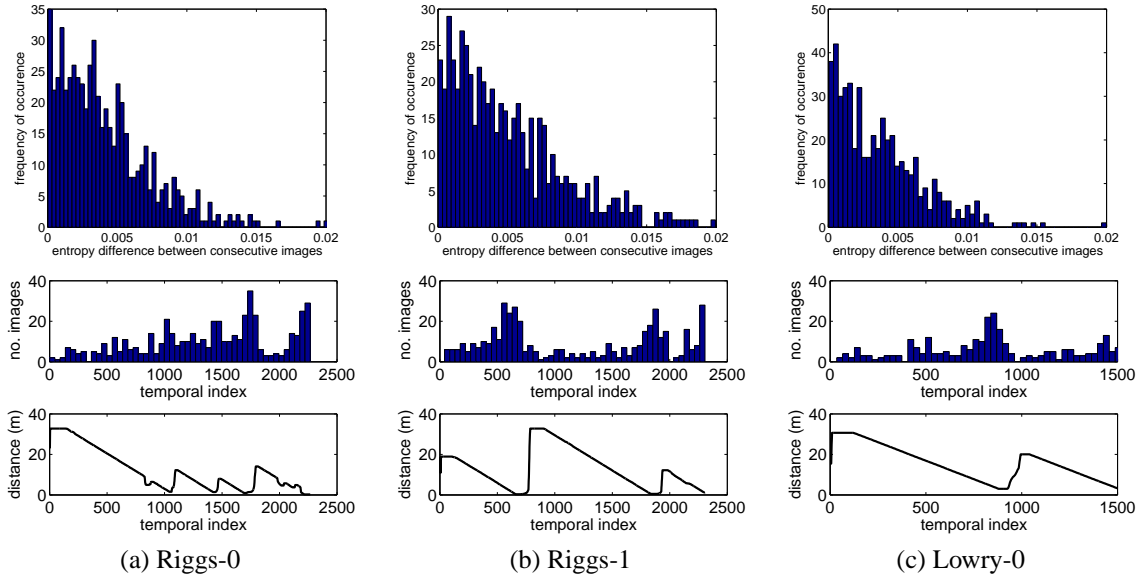 35
30
25
20
15
10
5
0
frequency of occurence
0 0.005 0.01 0.015 0.02
entropy difference between consecutive images
40
20
0
no. images
0 500 1000 1500 2000 2500
temporal index
40
20
0
distance (m)
0 500 1000 1500 2000 2500
temporal index
(a) Riggs-0
30
25
20
15
10
5
0
frequency of occurence
0 0.005 0.01 0.015 0.02
entropy difference between consecutive images
40
20
0
no. images
0 500 1000 1500 2000 2500
temporal index
40
20
0
distance (m)
0 500 1000 1500 2000 2500
temporal index
(b) Riggs-1
50
40
30
20
10
0
frequency of occurence
0 0.005 0.01 0.015 0.02
entropy difference between consecutive images
40
20
0
no. images
0 500 1000 1500
temporal index
40
20
0
distance (m)
0 500 1000 1500
temporal index
(c) Lowry-0